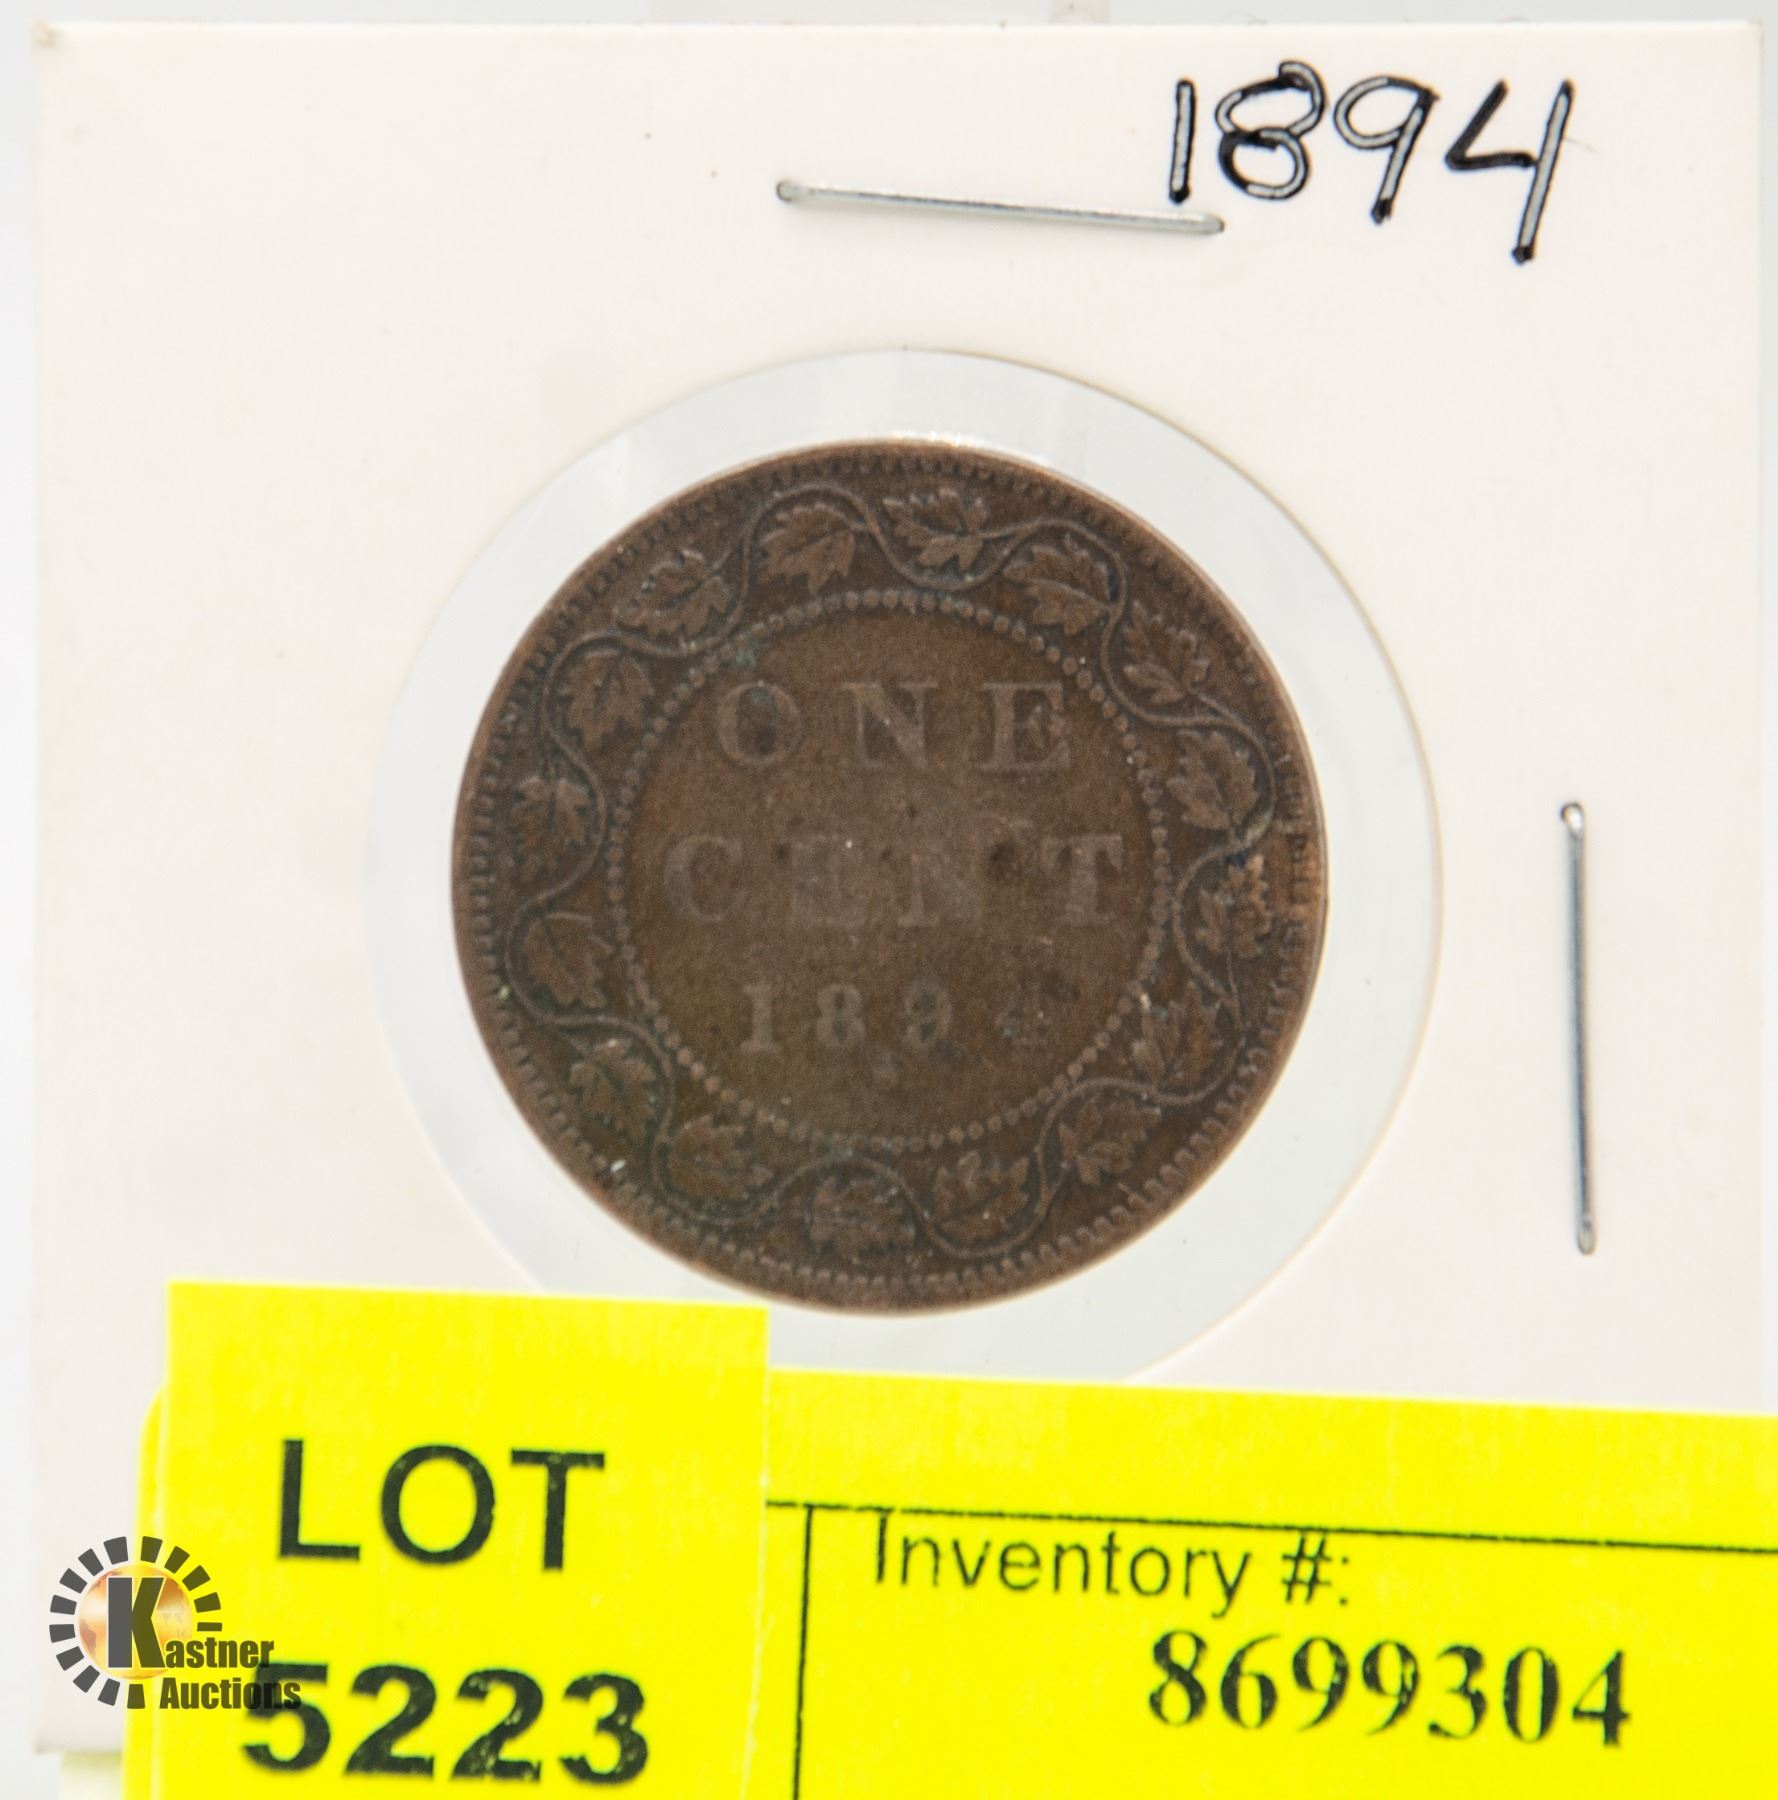 1894
ONE
CENT
1894
LOT
5223
Inventory #:
8699304
Kastner
Auctions